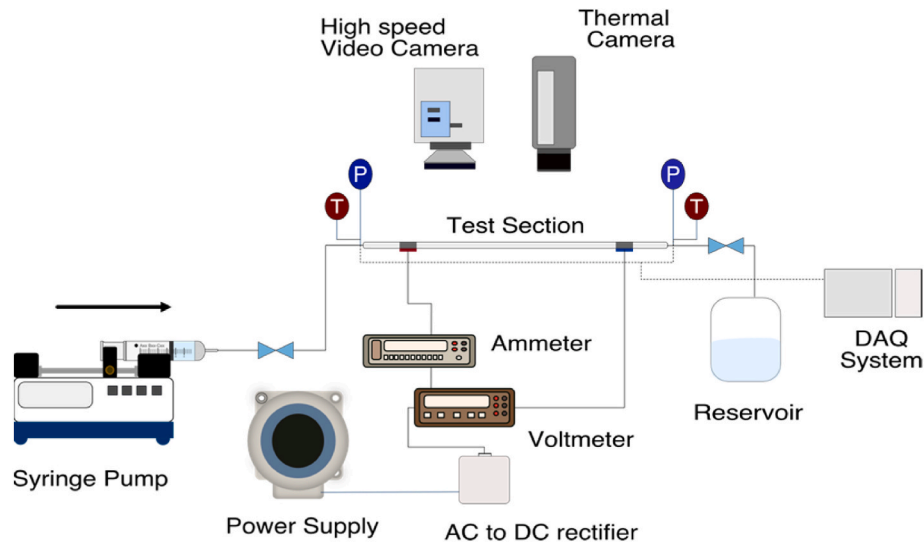 High speed
Video Camera
Thermal
Camera
P
P
T
T
Test Section
Ammeter
DAQ
System
Reservoir
Voltmeter
Syringe Pump
Power Supply
AC to DC rectifier